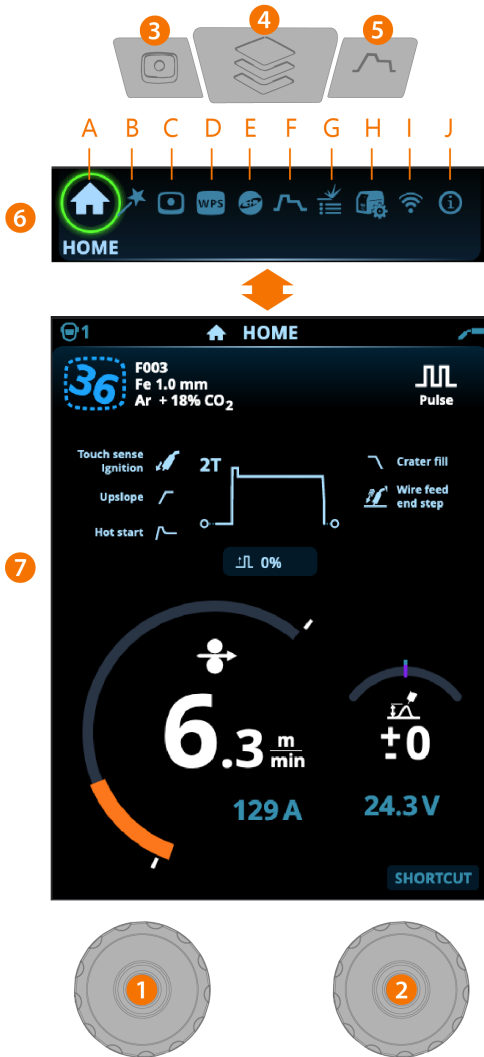 3 4 5
A B C D E F G H I J
WPS
6
HOME
1 HOME
36
F003
Fe 1.0 mm
Ar + 18% CO2
Pulse
Touch sense
Ignition
2T
Upslope
Hot start
Crater fill
Wire feed
end step
0%
7
6.3 m/min
±0
129 A
24.3 V
SHORTCUT
1 2